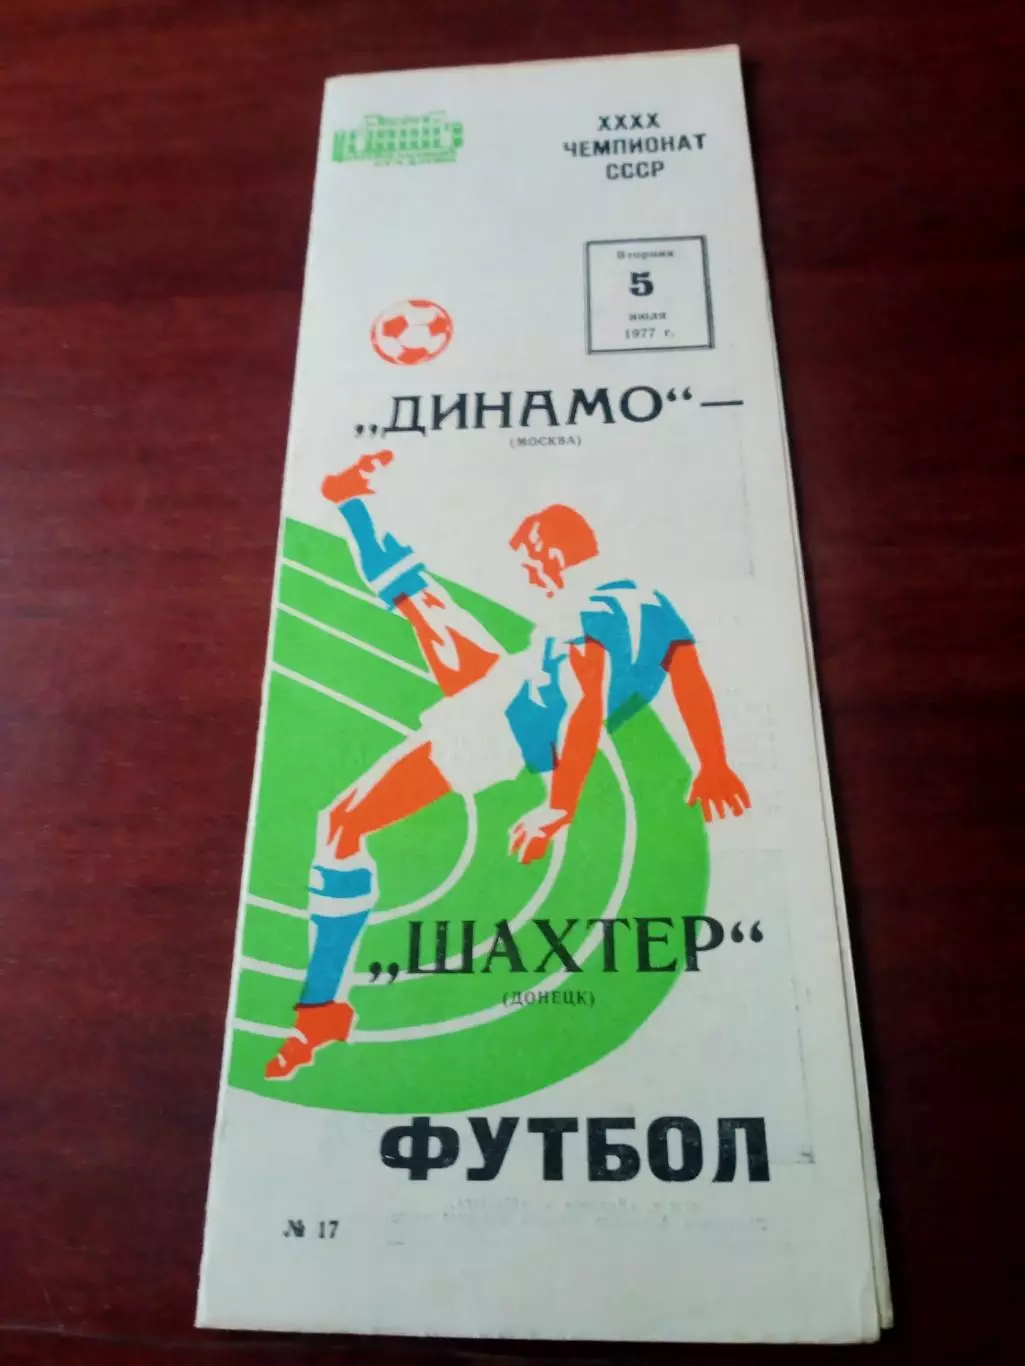 XXXX
ЧЕМПИОНАТ
СССР
Вторник
5
июля
1977 г.
„ДИНАМО“ —
(МОСКВА)
„ШАХТЕР“
(ДОНЕЦК)
ФУТБОЛ
№ 17